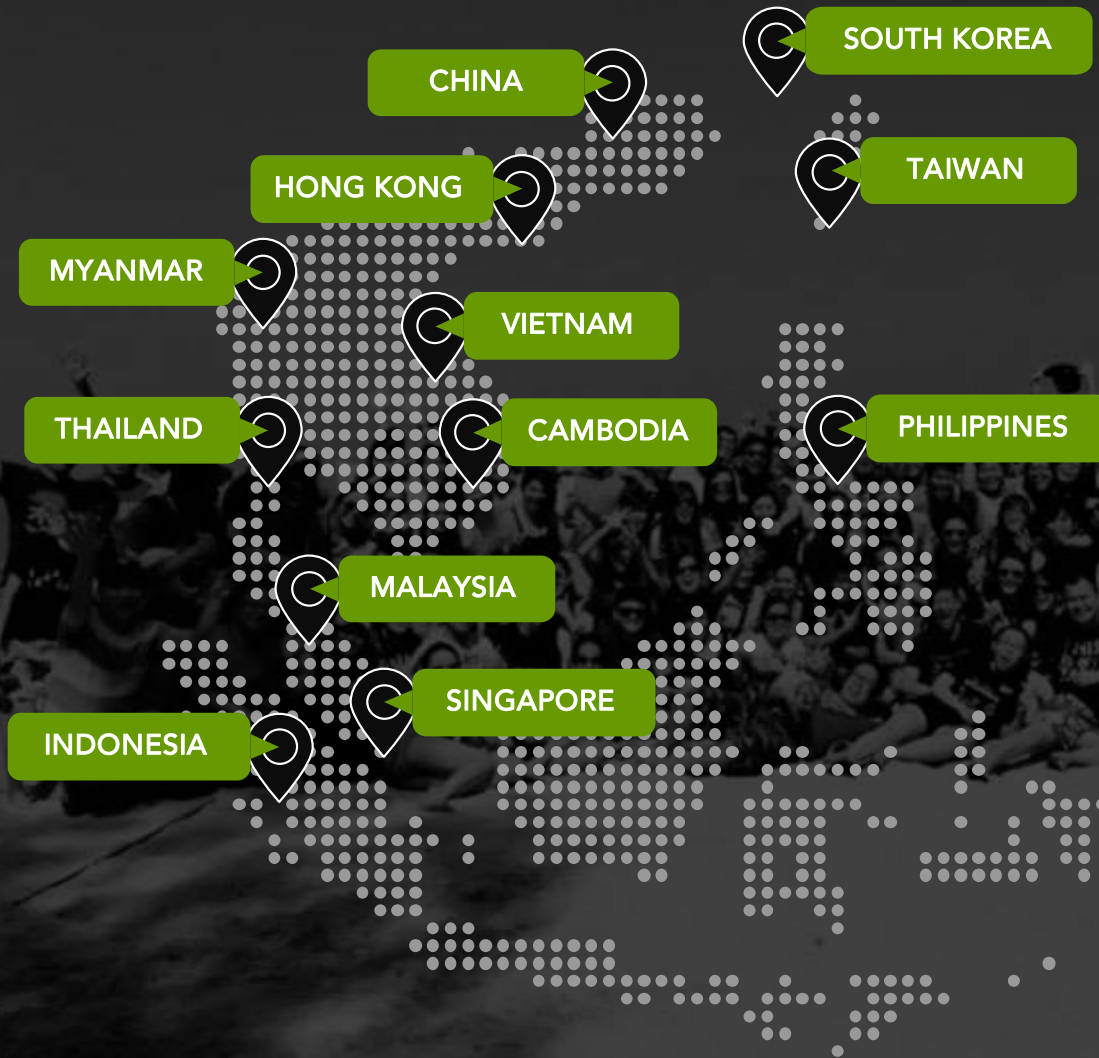 SOUTH KOREA
CHINA
TAIWAN
HONG KONG
MYANMAR
VIETNAM
THAILAND
CAMBODIA
PHILIPPINES
MALAYSIA
SINGAPORE
INDONESIA